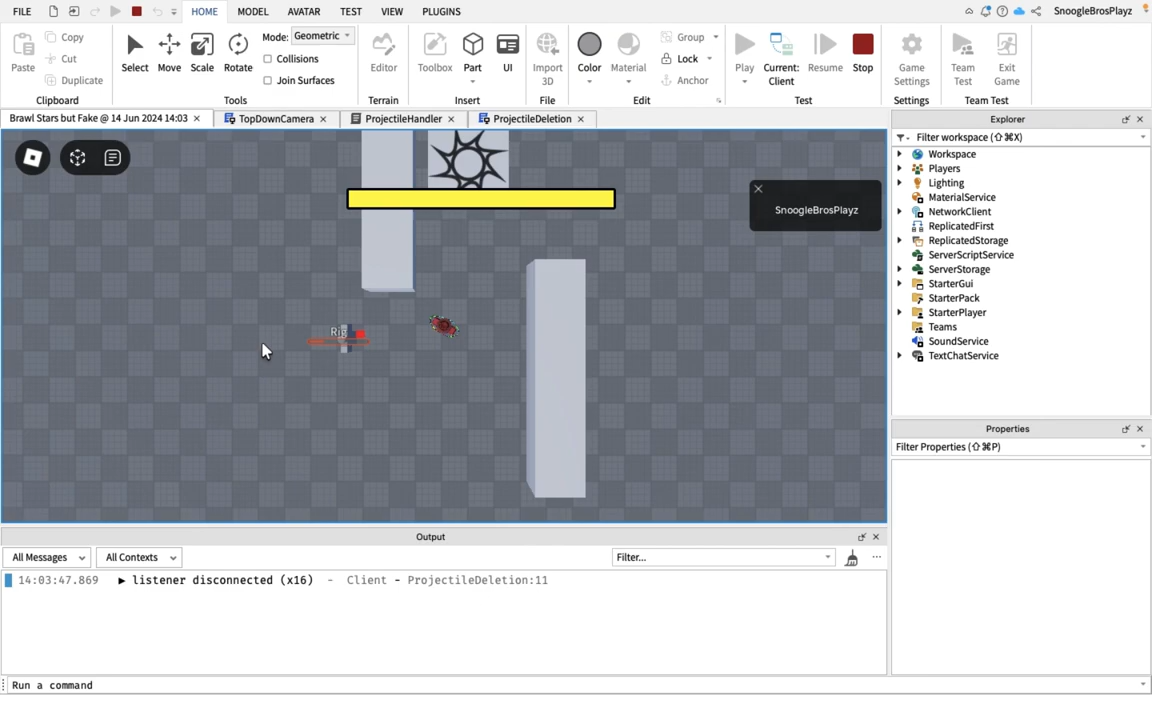 FILE HOME MODEL AVATAR TEST VIEW PLUGINS SnoogleBrosPlayz
Paste Copy Cut Duplicate
Clipboard
Select Move Scale Rotate
Mode: Geometric
Collisions
Join Surfaces
Tools
Editor
Terrain
Toolbox Part UI
Insert
Import
3D
File
Color Material Group Lock Anchor
Edit
Play Current:
Client Resume Stop
Test
Game
Settings
Settings
Team
Test Exit
Game
Team Test
Brawl Stars but Fake @ 14 Jun 2024 14:03 × TopDownCamera × ProjectileHandler × ProjectileDeletion ×
SnoogleBrosPlayz
Rig
Explorer
Filter workspace (⇧⌘X)
Workspace
Players
Lighting
MaterialService
NetworkClient
ReplicatedFirst
ReplicatedStorage
ServerScriptService
ServerStorage
StarterGui
StarterPack
StarterPlayer
Teams
SoundService
TextChatService
Properties
Filter Properties (⇧⌘P)
Output
All Messages All Contexts Filter... ...
14:03:47.869 ▶ listener disconnected (x16) - Client - ProjectileDeletion:11
Run a command